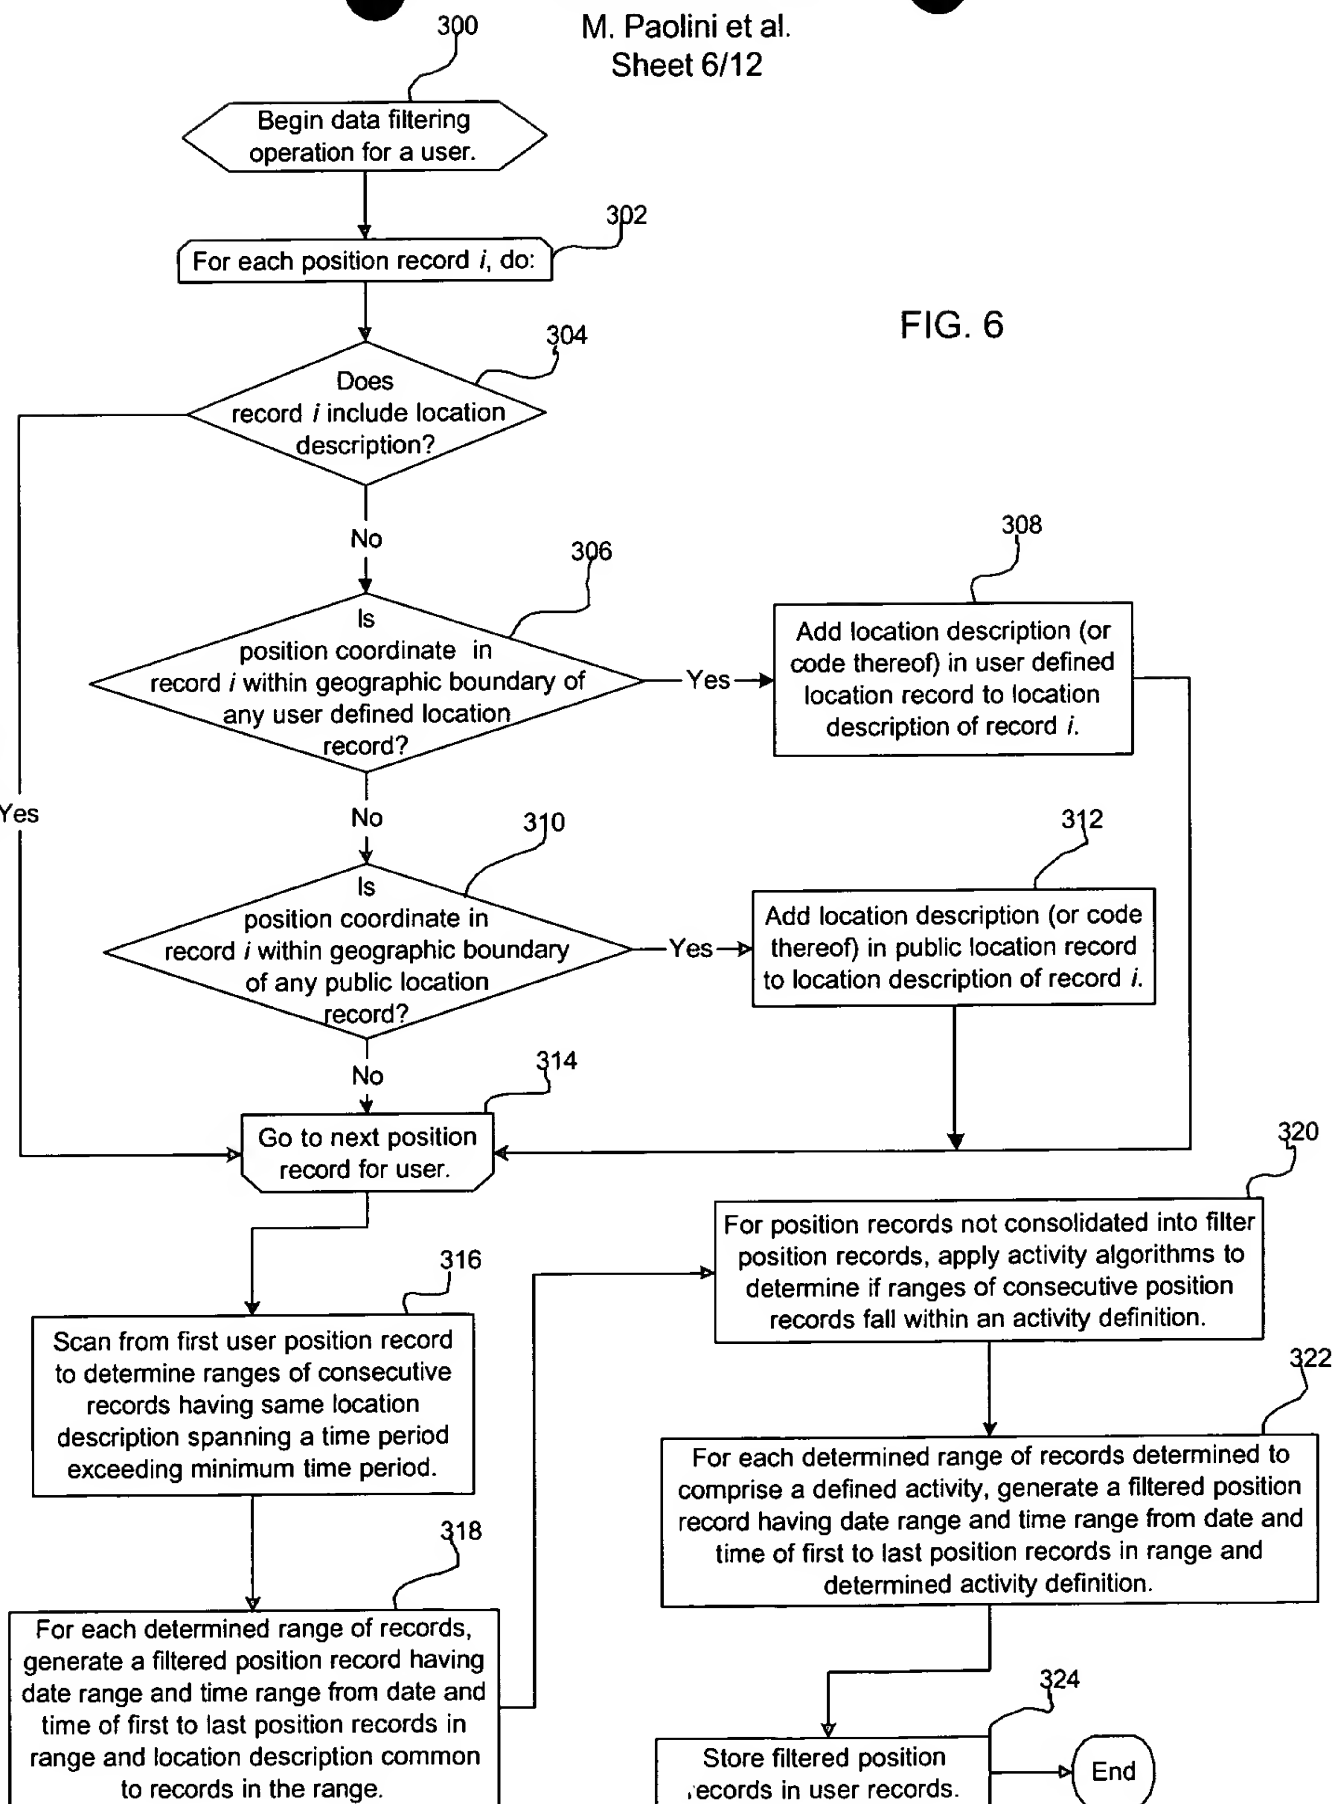 M. Paolini et al.
Sheet 6/12
300
Begin data filtering
operation for a user.
302
For each position record i, do:
FIG. 6
304
Does
record i include location
description?
No
306
Is
position coordinate in
record i within geographic boundary of
any user defined location
record?
Yes
308
Add location description (or
code thereof) in user defined
location record to location
description of record i.
Yes
No
310
Is
position coordinate in
record i within geographic boundary
of any public location
record?
Yes
312
Add location description (or code
thereof) in public location record
to location description of record i.
No
314
Go to next position
record for user.
316
Scan from first user position record
to determine ranges of consecutive
records having same location
description spanning a time period
exceeding minimum time period.
318
For each determined range of records,
generate a filtered position record having
date range and time range from date and
time of first to last position records in
range and location description common
to records in the range.
320
For position records not consolidated into filter
position records, apply activity algorithms to
determine if ranges of consecutive position
records fall within an activity definition.
322
For each determined range of records determined to
comprise a defined activity, generate a filtered position
record having date range and time range from date and
time of first to last position records in range and
determined activity definition.
324
Store filtered position
records in user records.
End